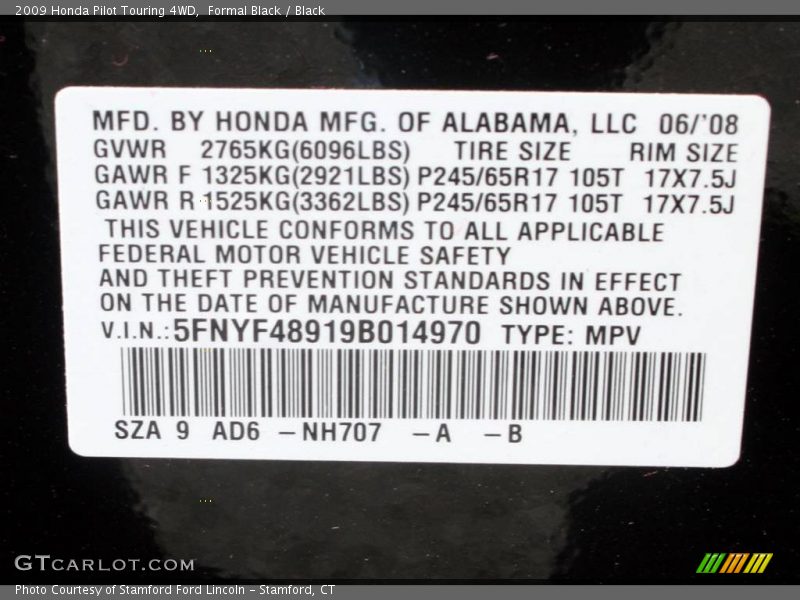 2009 Honda Pilot Touring 4WD,  Formal Black / Black
MFD. BY HONDA MFG. OF ALABAMA, LLC 06/'08
GVWR 2765KG(6096LBS) TIRE SIZE RIM SIZE
GAWR F 1325KG(2921LBS) P245/65R17 105T 17X7.5J
GAWR R 1525KG(3362LBS) P245/65R17 105T 17X7.5J
THIS VEHICLE CONFORMS TO ALL APPLICABLE
FEDERAL MOTOR VEHICLE SAFETY
AND THEFT PREVENTION STANDARDS IN EFFECT
ON THE DATE OF MANUFACTURE SHOWN ABOVE.
V.I.N.: 5FNYF48919B014970 TYPE: MPV
SZA 9 AD6 – NH707 – A – B
GTCARLOT.COM
Photo Courtesy of Stamford Ford Lincoln - Stamford, CT